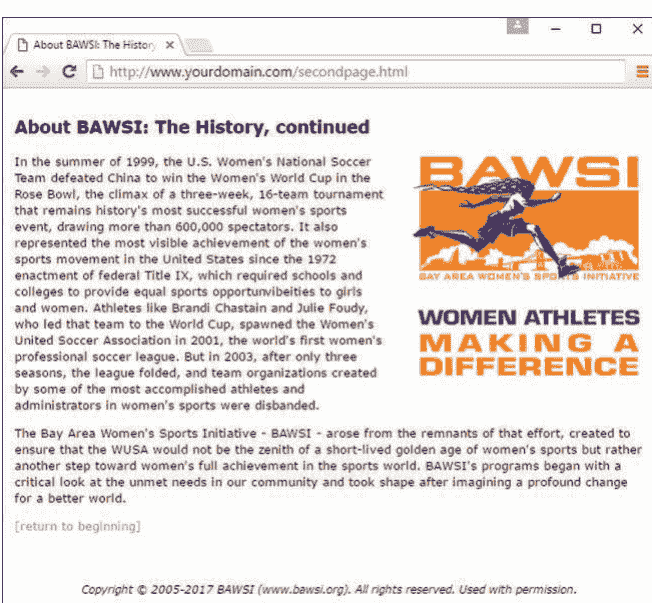 About BAWSI: The History
http://www.yourdomain.com/secondpage.html
About BAWSI: The History, continued
In the summer of 1999, the U.S. Women's National Soccer
Team defeated China to win the Women's World Cup in the
Rose Bowl, the climax of a three-week, 16-team tournament
that remains history's most successful women's sports
event, drawing more than 600,000 spectators. It also
represented the most visible achievement of the women's
sports movement in the United States since the 1972
enactment of federal Title IX, which required schools and
colleges to provide equal sports opportunvibeities to girls
and women. Athletes like Brandi Chastain and Julie Foudy,
who led that team to the World Cup, spawned the Women's
United Soccer Association in 2001, the world's first women's
professional soccer league. But in 2003, after only three
seasons, the league folded, and team organizations created
by some of the most accomplished athletes and
administrators in women's sports were disbanded.
BAWSI
BAY AREA WOMEN'S SPORTS INITIATIVE
WOMEN ATHLETES
MAKING A
DIFFERENCE
The Bay Area Women's Sports Initiative - BAWSI - arose from the remnants of that effort, created to
ensure that the WUSA would not be the zenith of a short-lived golden age of women's sports but rather
another step toward women's full achievement in the sports world. BAWSI's programs began with a
critical look at the unmet needs in our community and took shape after imagining a profound change
for a better world.
[return to beginning]
Copyright © 2005-2017 BAWSI (www.bawsi.org). All rights reserved. Used with permission.